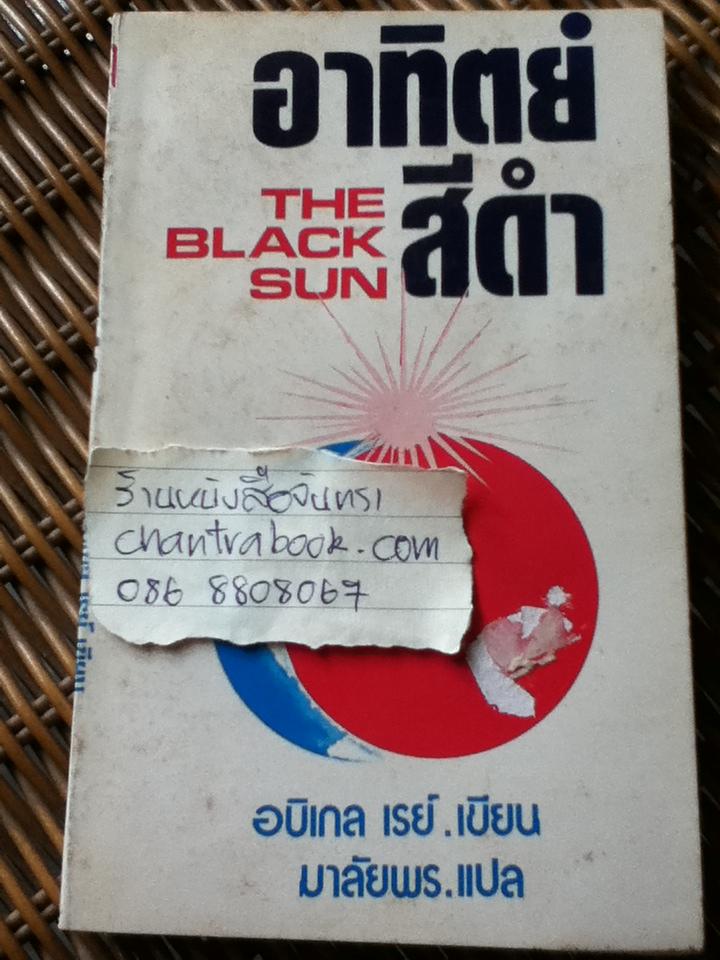 อาทิตย์
THE
BLACK
SUN
สีดำ
ร้านหนังสือจันทรา
chantrabook.com
086 8808067
อบิเกล เรย์.เขียน
มาลัยพร.แปล